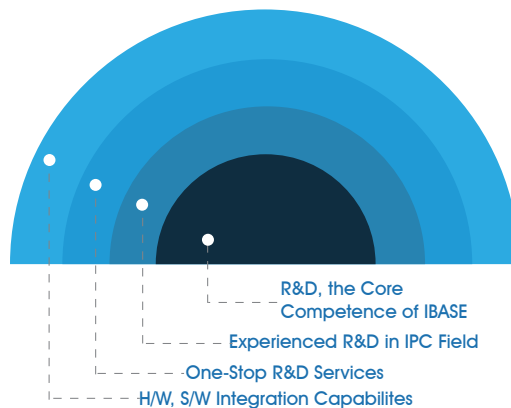 R&D, the Core
Competence of IBASE
Experienced R&D in IPC Field
One-Stop R&D Services
H/W, S/W Integration Capabilites